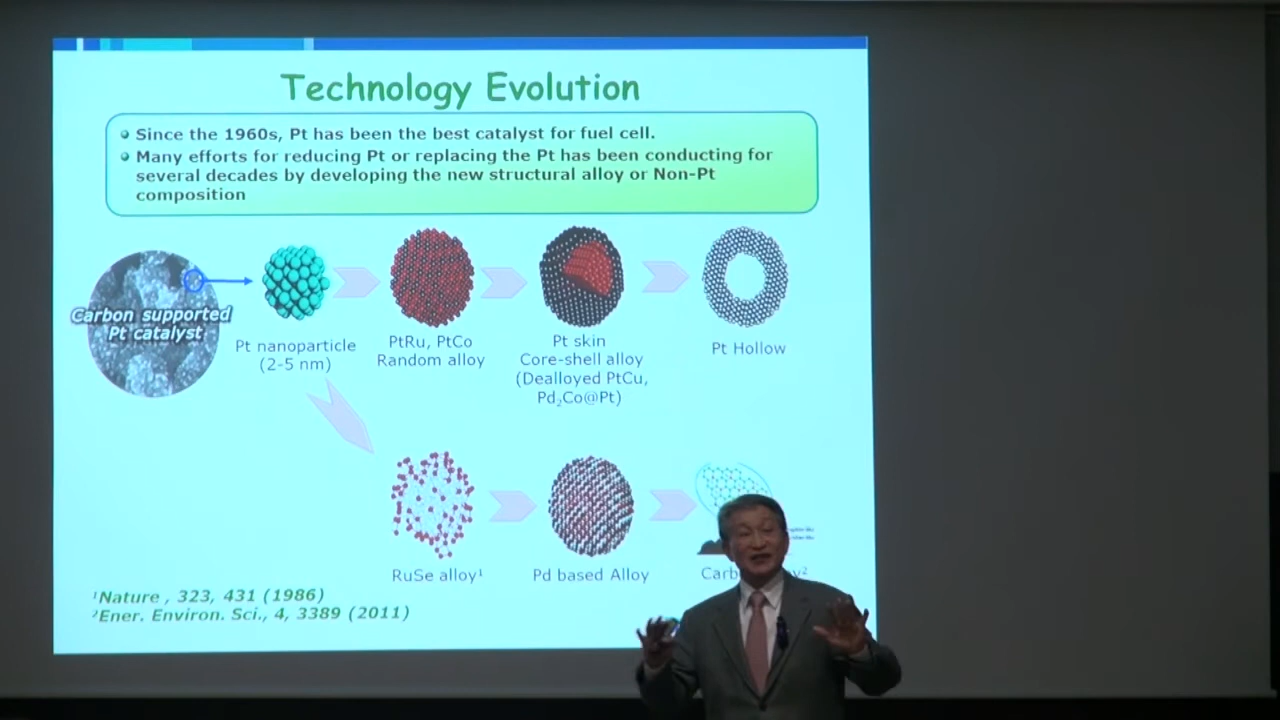 Technology Evolution
Since the 1960s, Pt has been the best catalyst for fuel cell.
Many efforts for reducing Pt or replacing the Pt has been conducting for
several decades by developing the new structural alloy or Non-Pt
composition
Carbon supported
Pt catalyst
Pt nanoparticle
(2-5 nm)
PtRu, PtCo
Random alloy
Pt skin
Core-shell alloy
(Dealloyed PtCu,
Pd₂Co@Pt)
Pt Hollow
RuSe alloy¹
Pd based Alloy
¹Nature , 323, 431 (1986)
²Ener. Environ. Sci., 4, 3389 (2011)